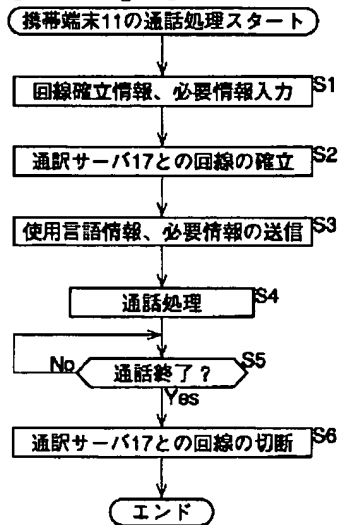 携帯端末11の通話処理スタート
回線確立情報、必要情報入力 S1
通訳サーバ17との回線の確立 S2
使用言語情報、必要情報の送信 S3
通話処理 S4
No 通話終了? S5
Yes
通訳サーバ17との回線の切断 S6
エンド